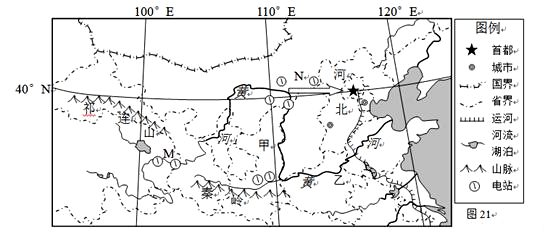 100° E
110° E
120° E
40° N
N
河
北
黄
河
祁
连
山
M
甲
秦
岭
黄
河
乙
图例
首都
城市
国界
省界
运河
河流
湖泊
山脉
电站
图 21